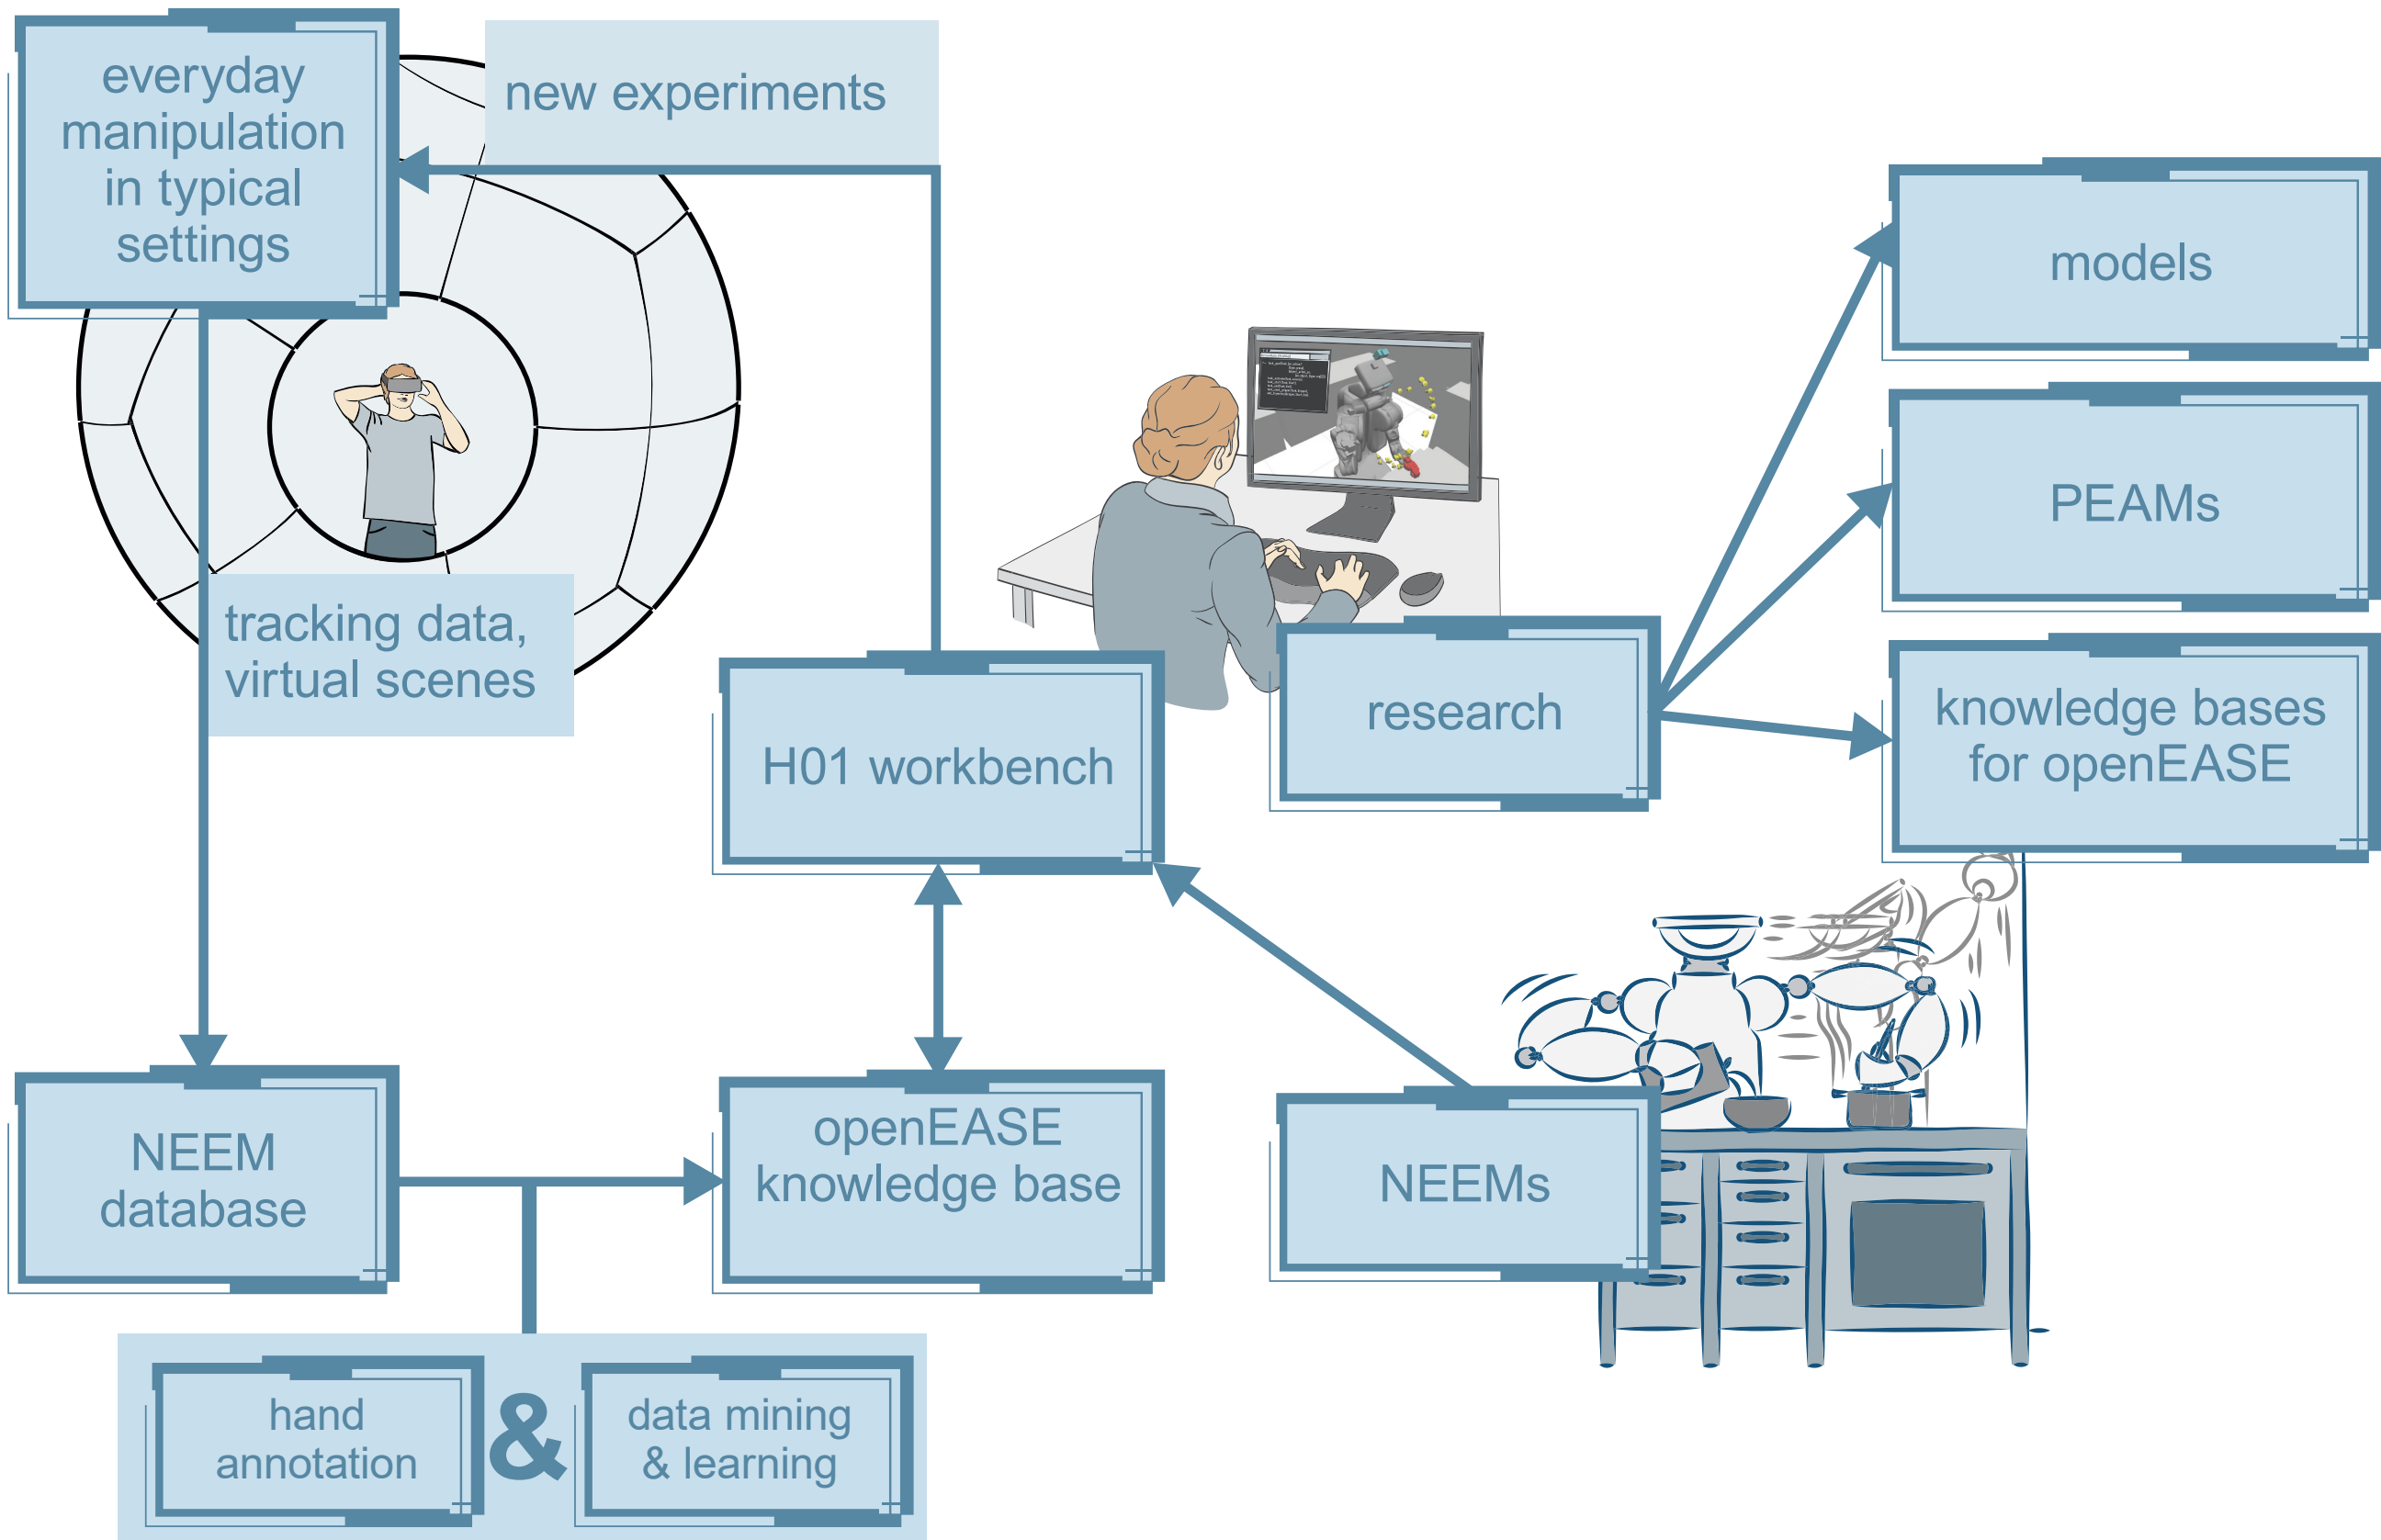 everyday
manipulation
in typical
settings
new experiments
models
PEAMs
tracking data,
virtual scenes
H01 workbench
research
knowledge bases
for openEASE
NEEM
database
openEASE
knowledge base
NEEMs
hand
annotation
&
data mining
& learning